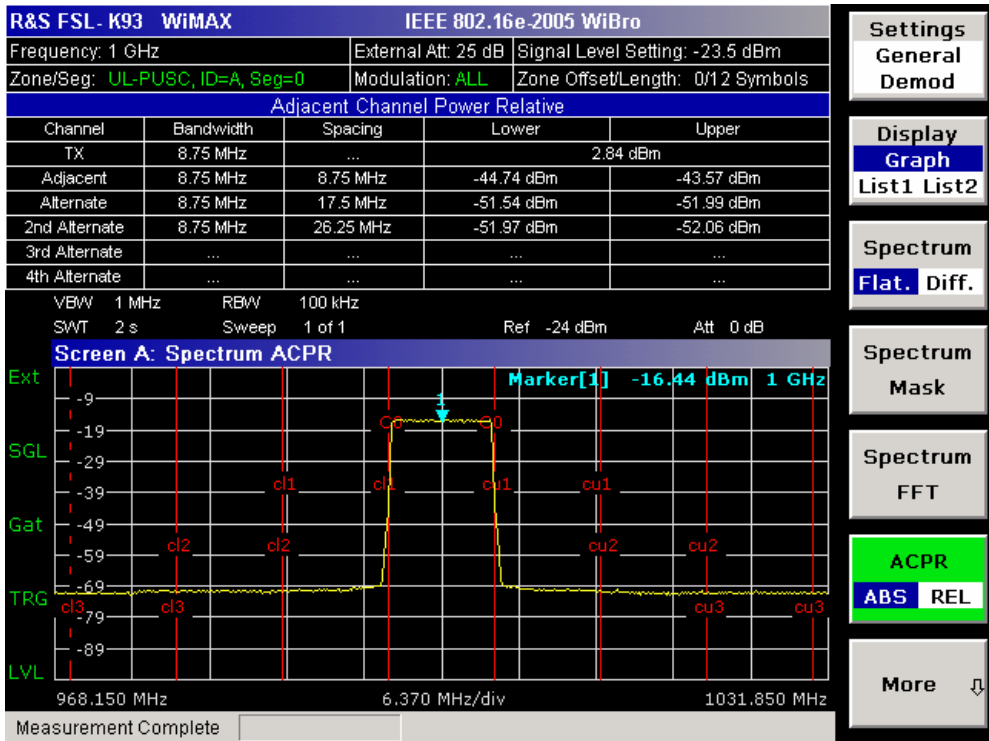 R&S FSL- K93 WiMAX IEEE 802.16e-2005 WiBro
Frequency: 1 GHz External Att: 25 dB Signal Level Setting: -23.5 dBm
Zone/Seg: UL-PUSC, ID=A, Seg=0 Modulation: ALL Zone Offset/Length: 0/12 Symbols
Adjacent Channel Power Relative
Channel Bandwidth Spacing Lower Upper
TX 8.75 MHz ... 2.84 dBm
Adjacent 8.75 MHz 8.75 MHz -44.74 dBm -43.57 dBm
Alternate 8.75 MHz 17.5 MHz -51.54 dBm -51.99 dBm
2nd Alternate 8.75 MHz 26.25 MHz -51.97 dBm -52.06 dBm
3rd Alternate ... ... ... ...
4th Alternate ... ... ... ...
VBW 1 MHz RBW 100 kHz
SWT 2 s Sweep 1 of 1 Ref -24 dBm Att 0 dB
Screen A: Spectrum ACPR
Ext
Marker[1] -16.44 dBm 1 GHz
-9
1
C0 C0
-19
SGL
-29
cl1 cl1 cu1 cu1
-39
Gat
-49
cl2 cl2 cu2 cu2
-59
-69
TRG
cl3 cl3 cu3 cu3
-79
-89
LVL
968.150 MHz 6.370 MHz/div 1031.850 MHz
Measurement Complete
Settings
General
Demod
Display
Graph
List1 List2
Spectrum
Flat. Diff.
Spectrum
Mask
Spectrum
FFT
ACPR
ABS REL
More